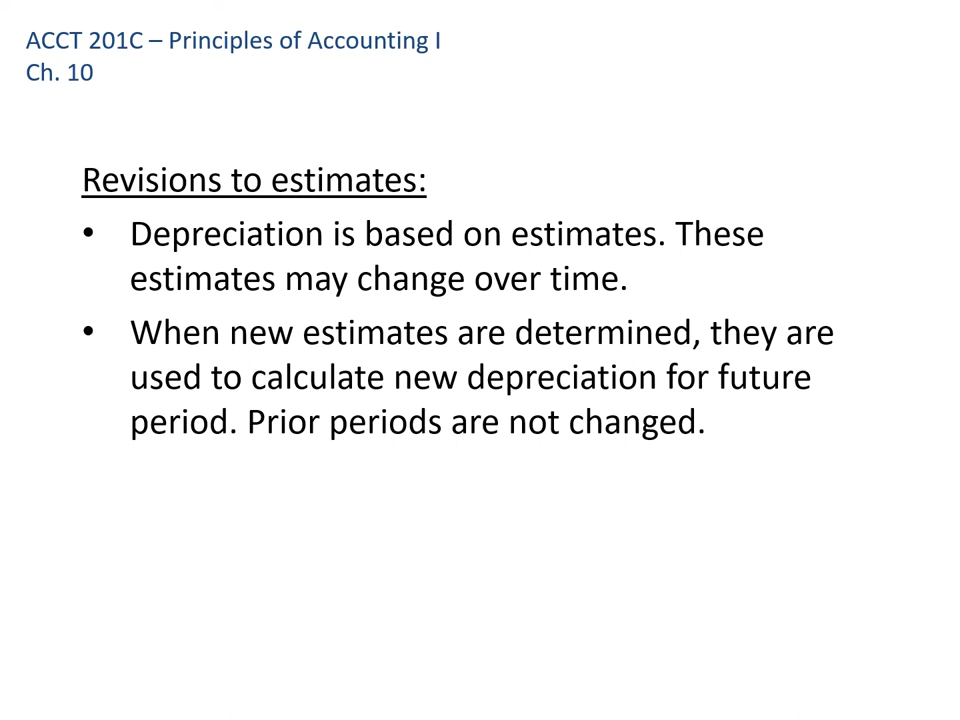 ACCT 201C – Principles of Accounting I
Ch. 10
Revisions to estimates:
• Depreciation is based on estimates. These
estimates may change over time.
• When new estimates are determined, they are
used to calculate new depreciation for future
period. Prior periods are not changed.